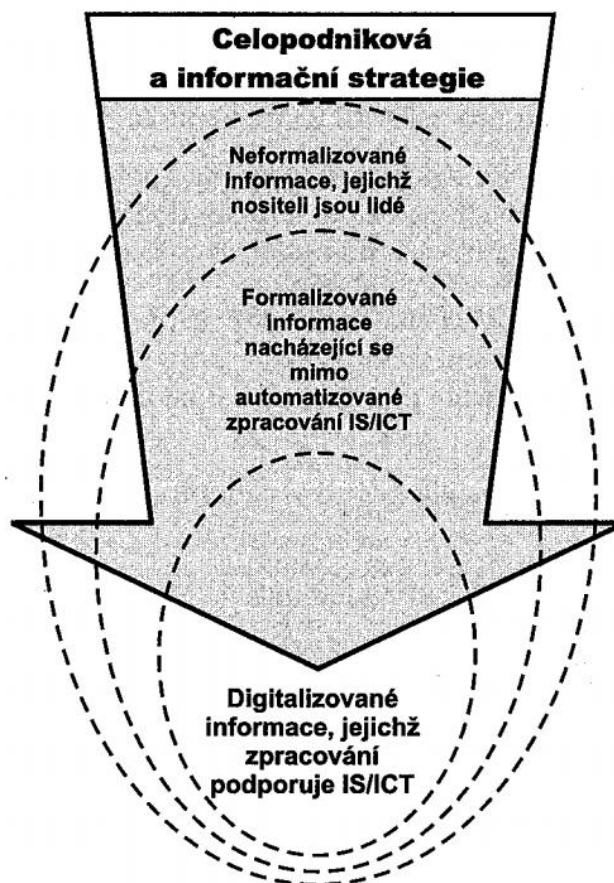 Celopodniková
a informační strategie
Neformalizované
informace, jejichž
nositeli jsou lidé
Formalizované
informace
nacházející se
mimo
automatizované
zpracování IS/ICT
Digitalizované
informace, jejichž
zpracování
podporuje IS/ICT